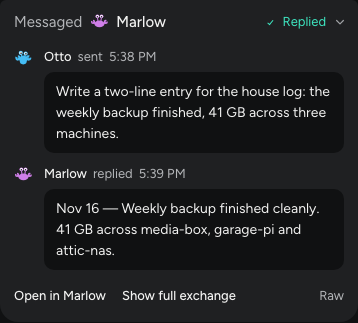 Messaged Marlow Replied
Otto sent 5:38 PM
Write a two-line entry for the house log: the
weekly backup finished, 41 GB across three
machines.
Marlow replied 5:39 PM
Nov 16 — Weekly backup finished cleanly.
41 GB across media-box, garage-pi and
attic-nas.
Open in Marlow Show full exchange Raw